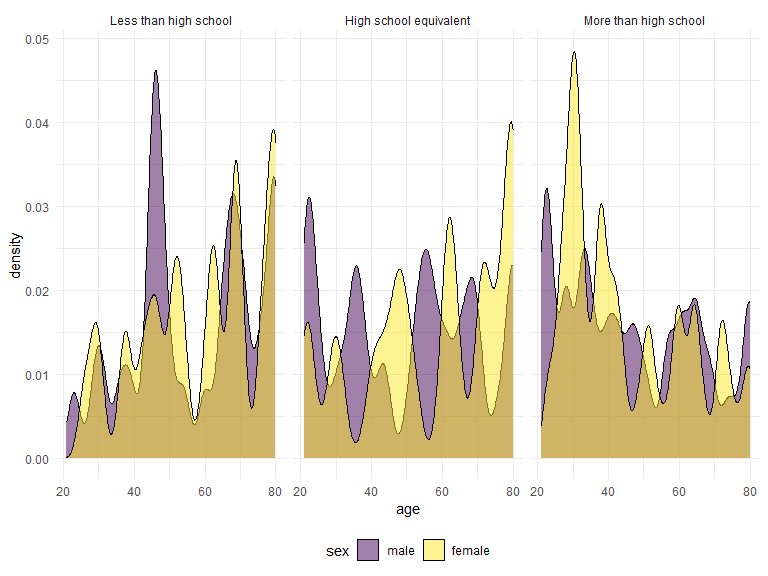 Less than high school
High school equivalent
More than high school
0.05
0.04
0.03
0.02
0.01
0.00
density
20 40 60 80
20 40 60 80
20 40 60 80
age
sex male female